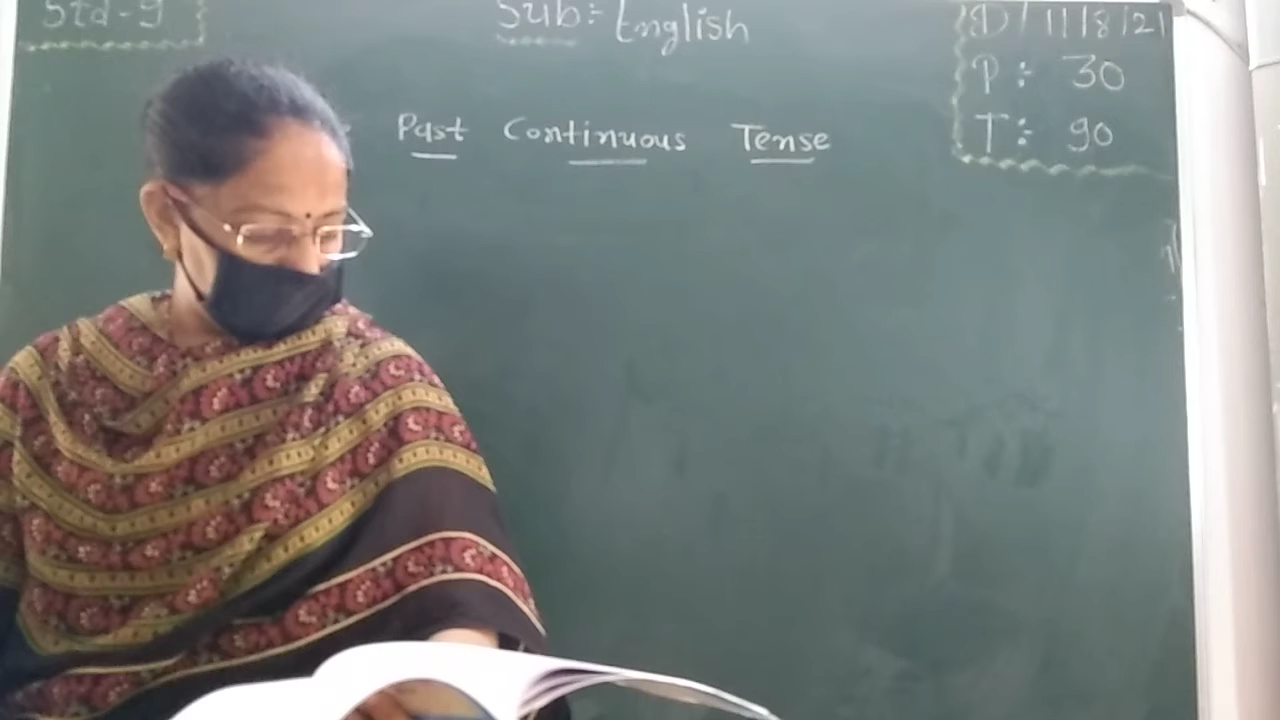 Std-9
Sub:- English
D / 11/8/21
P :- 30
T :- 90
Past Continuous Tense